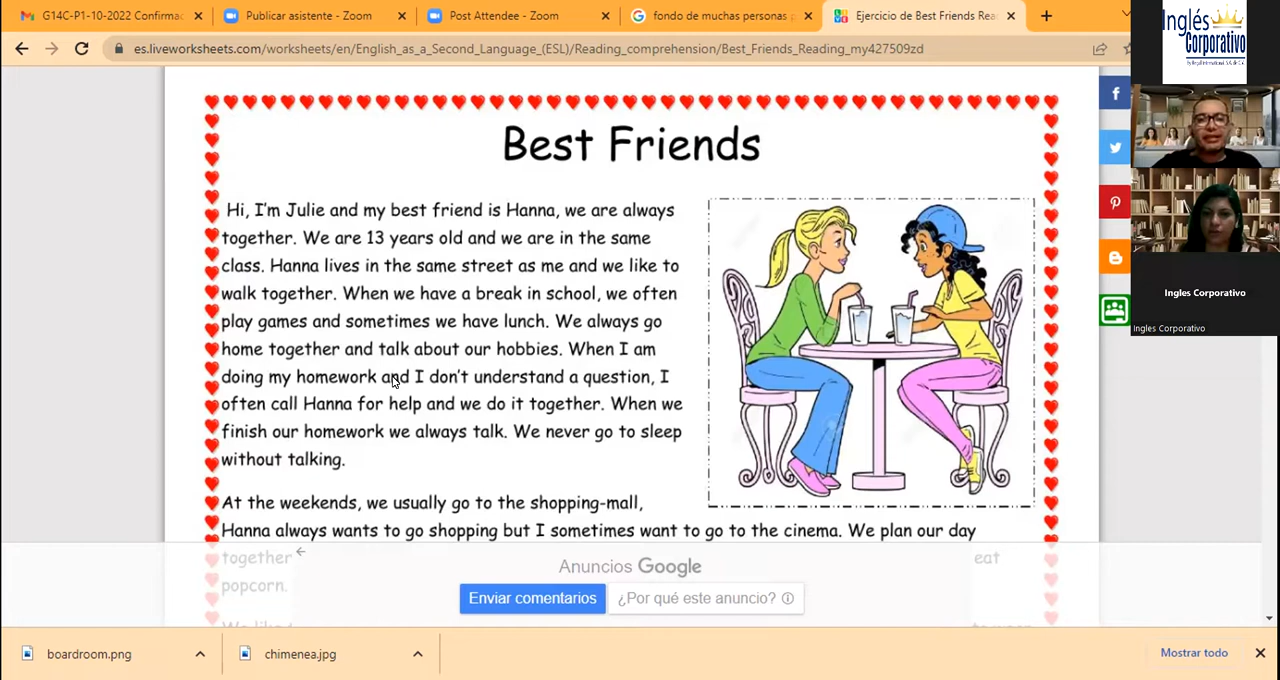 G14C-P1-10-2022 Confirmac
Publicar asistente - Zoom
Post Attendee - Zoom
fondo de muchas personas p
Ejercicio de Best Friends Rea
es.liveworksheets.com/worksheets/en/English_as_a_Second_Language_(ESL)/Reading_comprehension/Best_Friends_Reading_my427509zd
Inglés
Corporativo
Best Friends
Hi, I'm Julie and my best friend is Hanna, we are always
together. We are 13 years old and we are in the same
class. Hanna lives in the same street as me and we like to
walk together. When we have a break in school, we often
play games and sometimes we have lunch. We always go
home together and talk about our hobbies. When I am
doing my homework and I don't understand a question, I
often call Hanna for help and we do it together. When we
finish our homework we always talk. We never go to sleep
without talking.
At the weekends, we usually go to the shopping-mall,
Hanna always wants to go shopping but I sometimes want to go to the cinema. We plan our day
together
eat
popcorn.
Anuncios Google
Enviar comentarios
¿Por qué este anuncio?
Ingles Corporativo
Ingles Corporativo
boardroom.png
chimenea.jpg
Mostrar todo